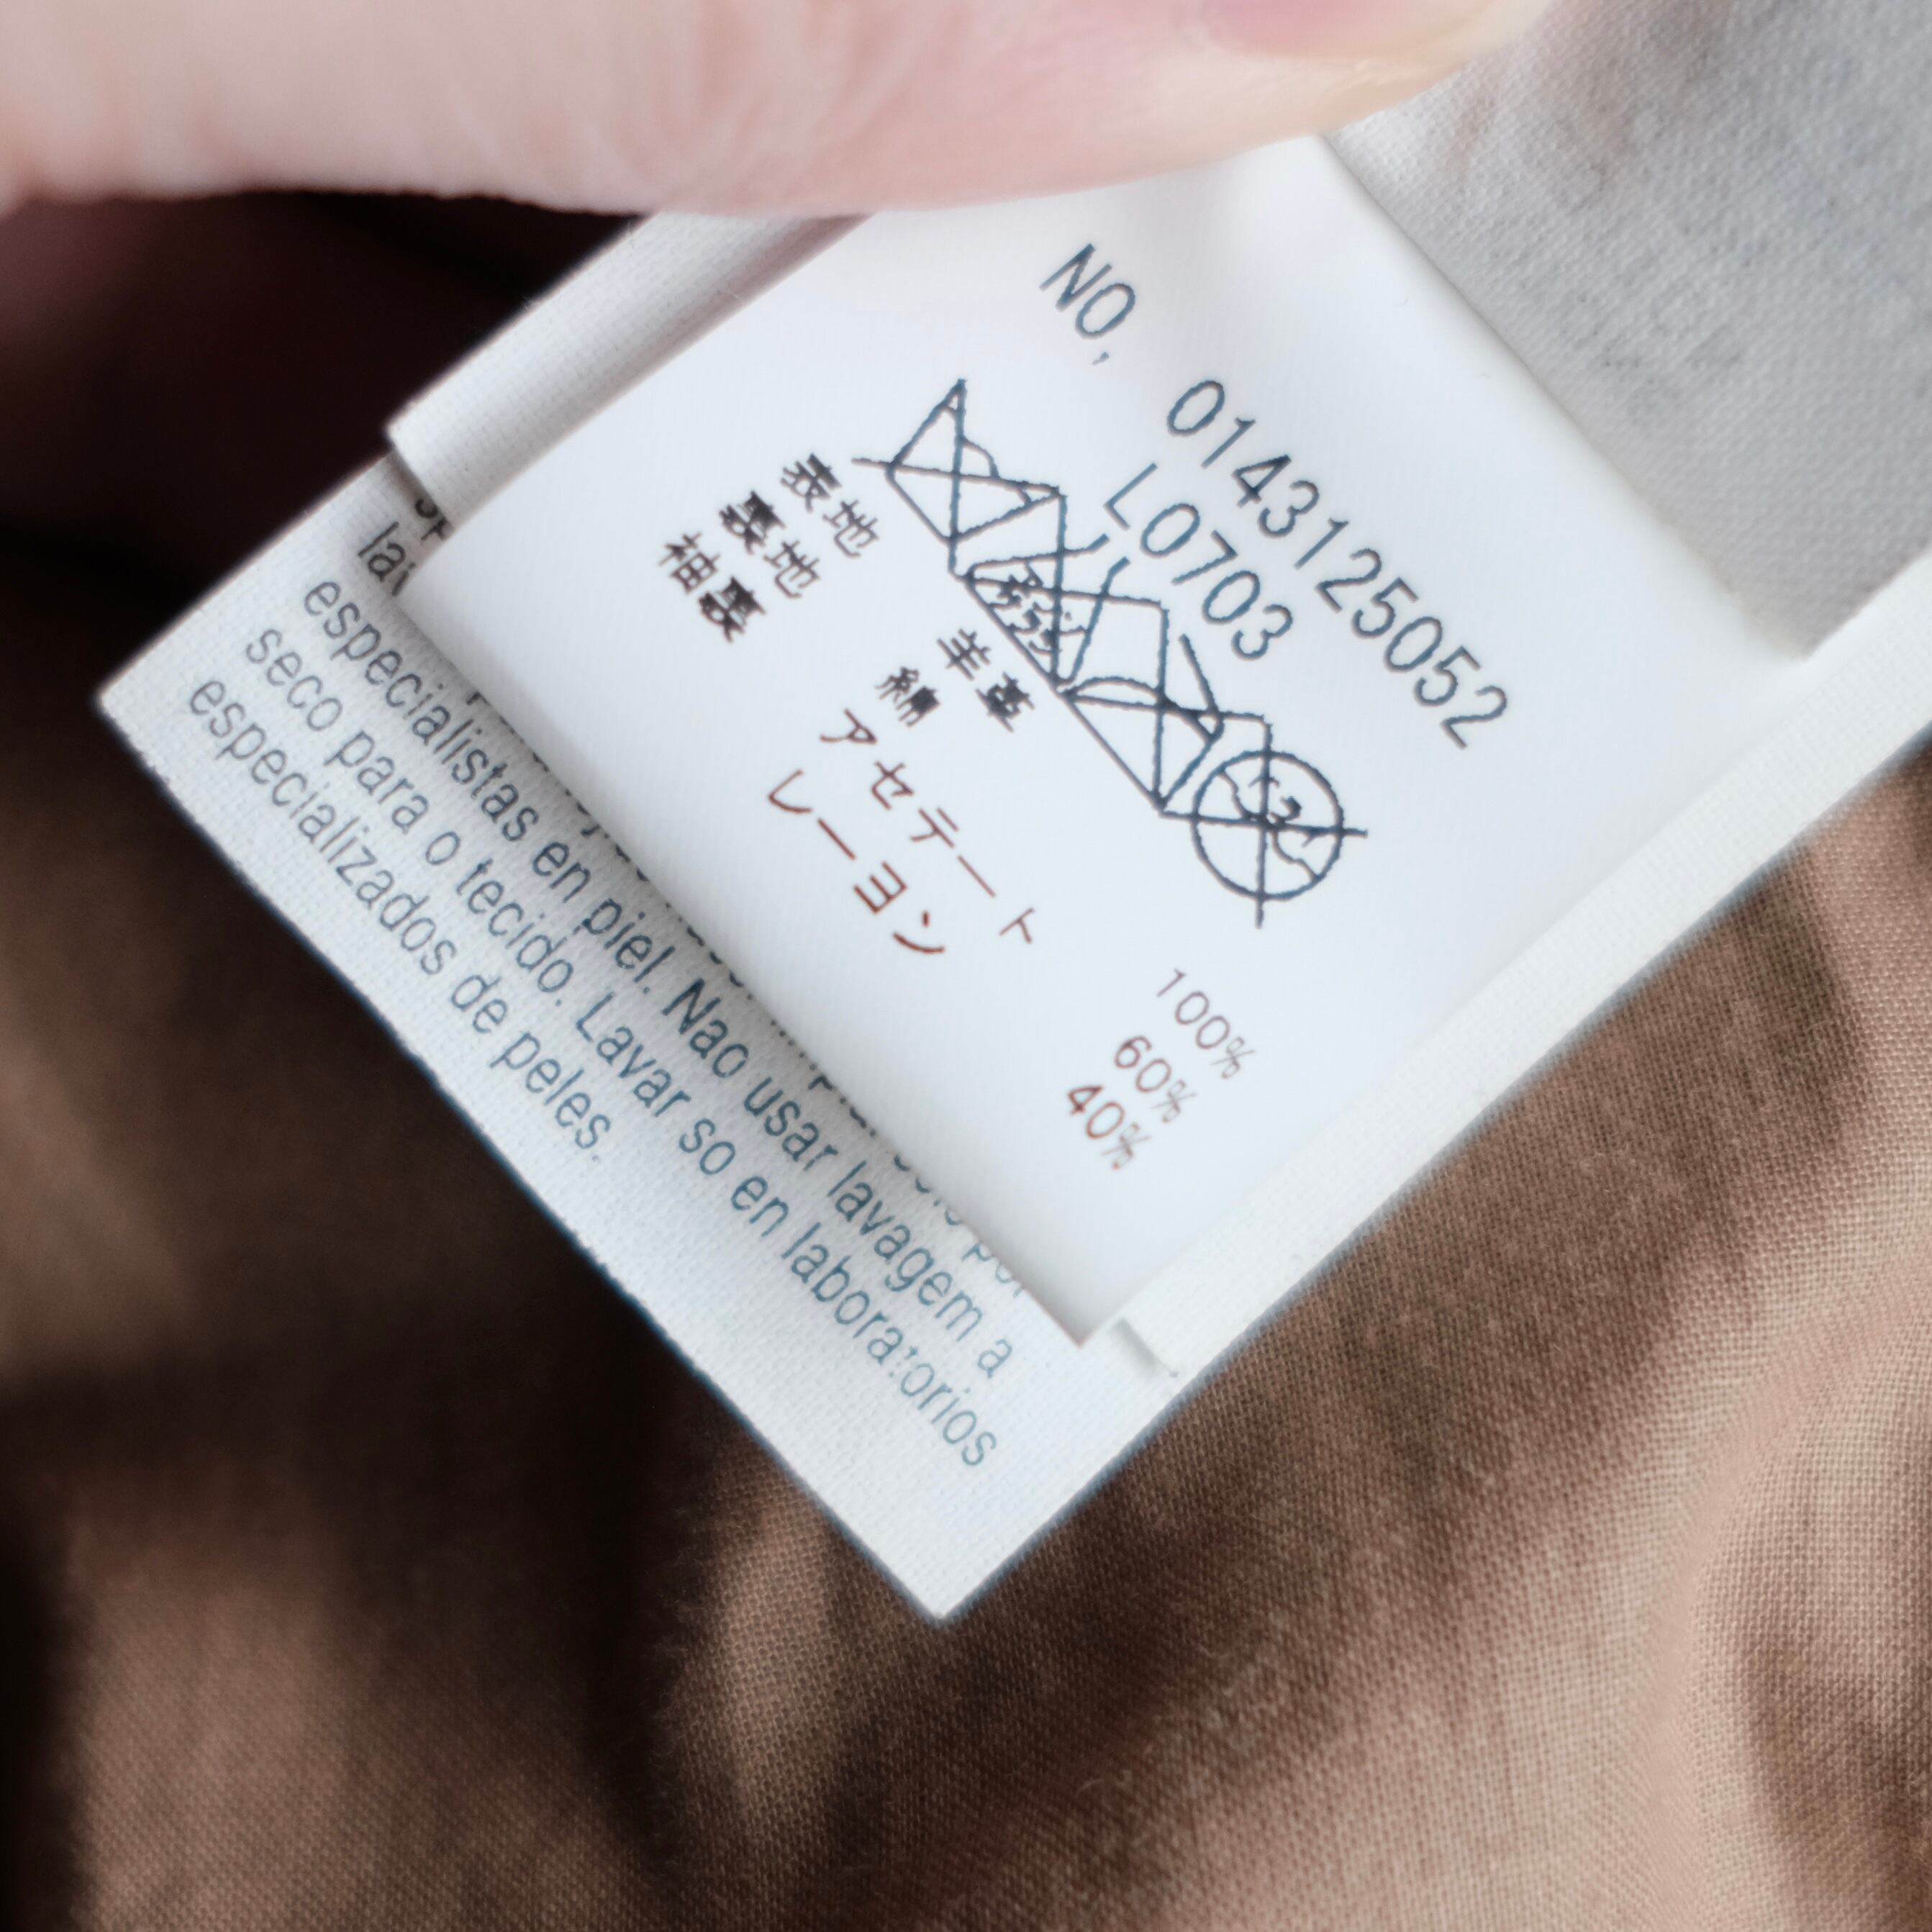 NO, 0143125052
L0703
表地 羊革
裏地 綿 100%
袖裏 アセテート 60%
レーヨン 40%
especialistas en piel. Nao usar lavagem a
seco para o tecido. Lavar so en laboratorios
especializados de peles.